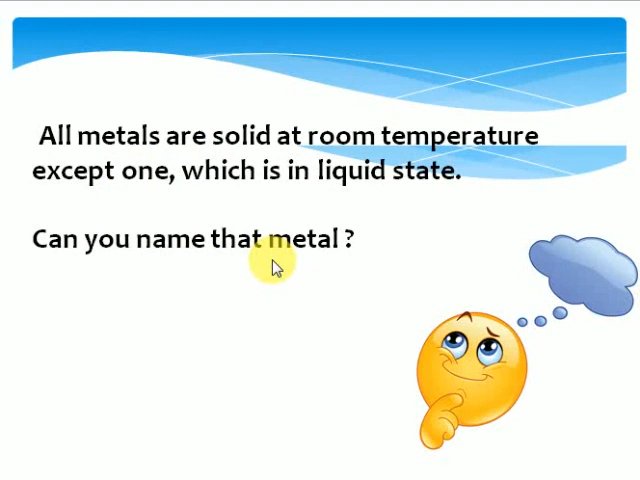 All metals are solid at room temperature
except one, which is in liquid state.
Can you name that metal ?